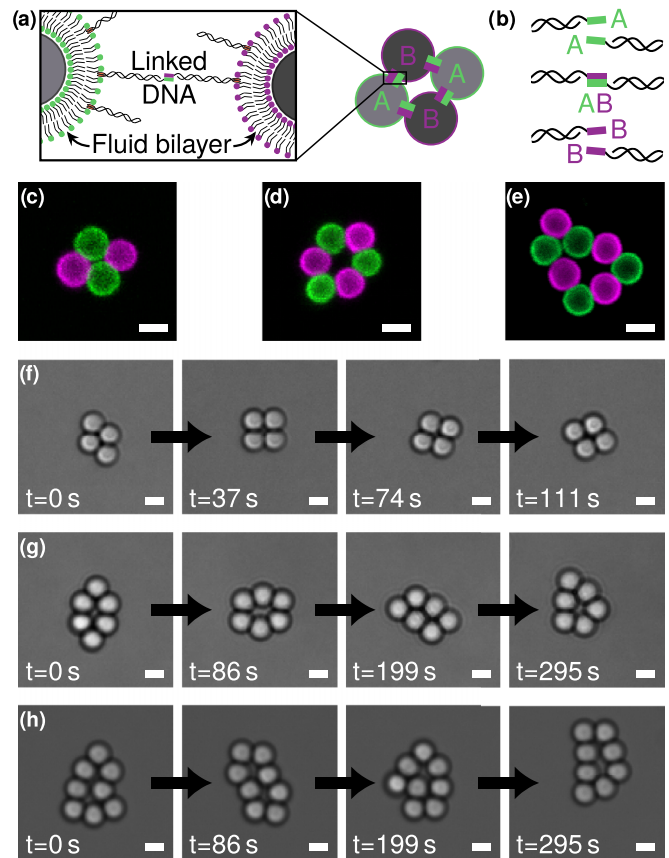 (a)
Linked
DNA
Fluid bilayer
B
A
A
B
(b)
A
A
AB
B
B
(c)
(d)
(e)
(f)
t=0 s
t=37 s
t=74 s
t=111 s
(g)
t=0 s
t=86 s
t=199 s
t=295 s
(h)
t=0 s
t=86 s
t=199 s
t=295 s